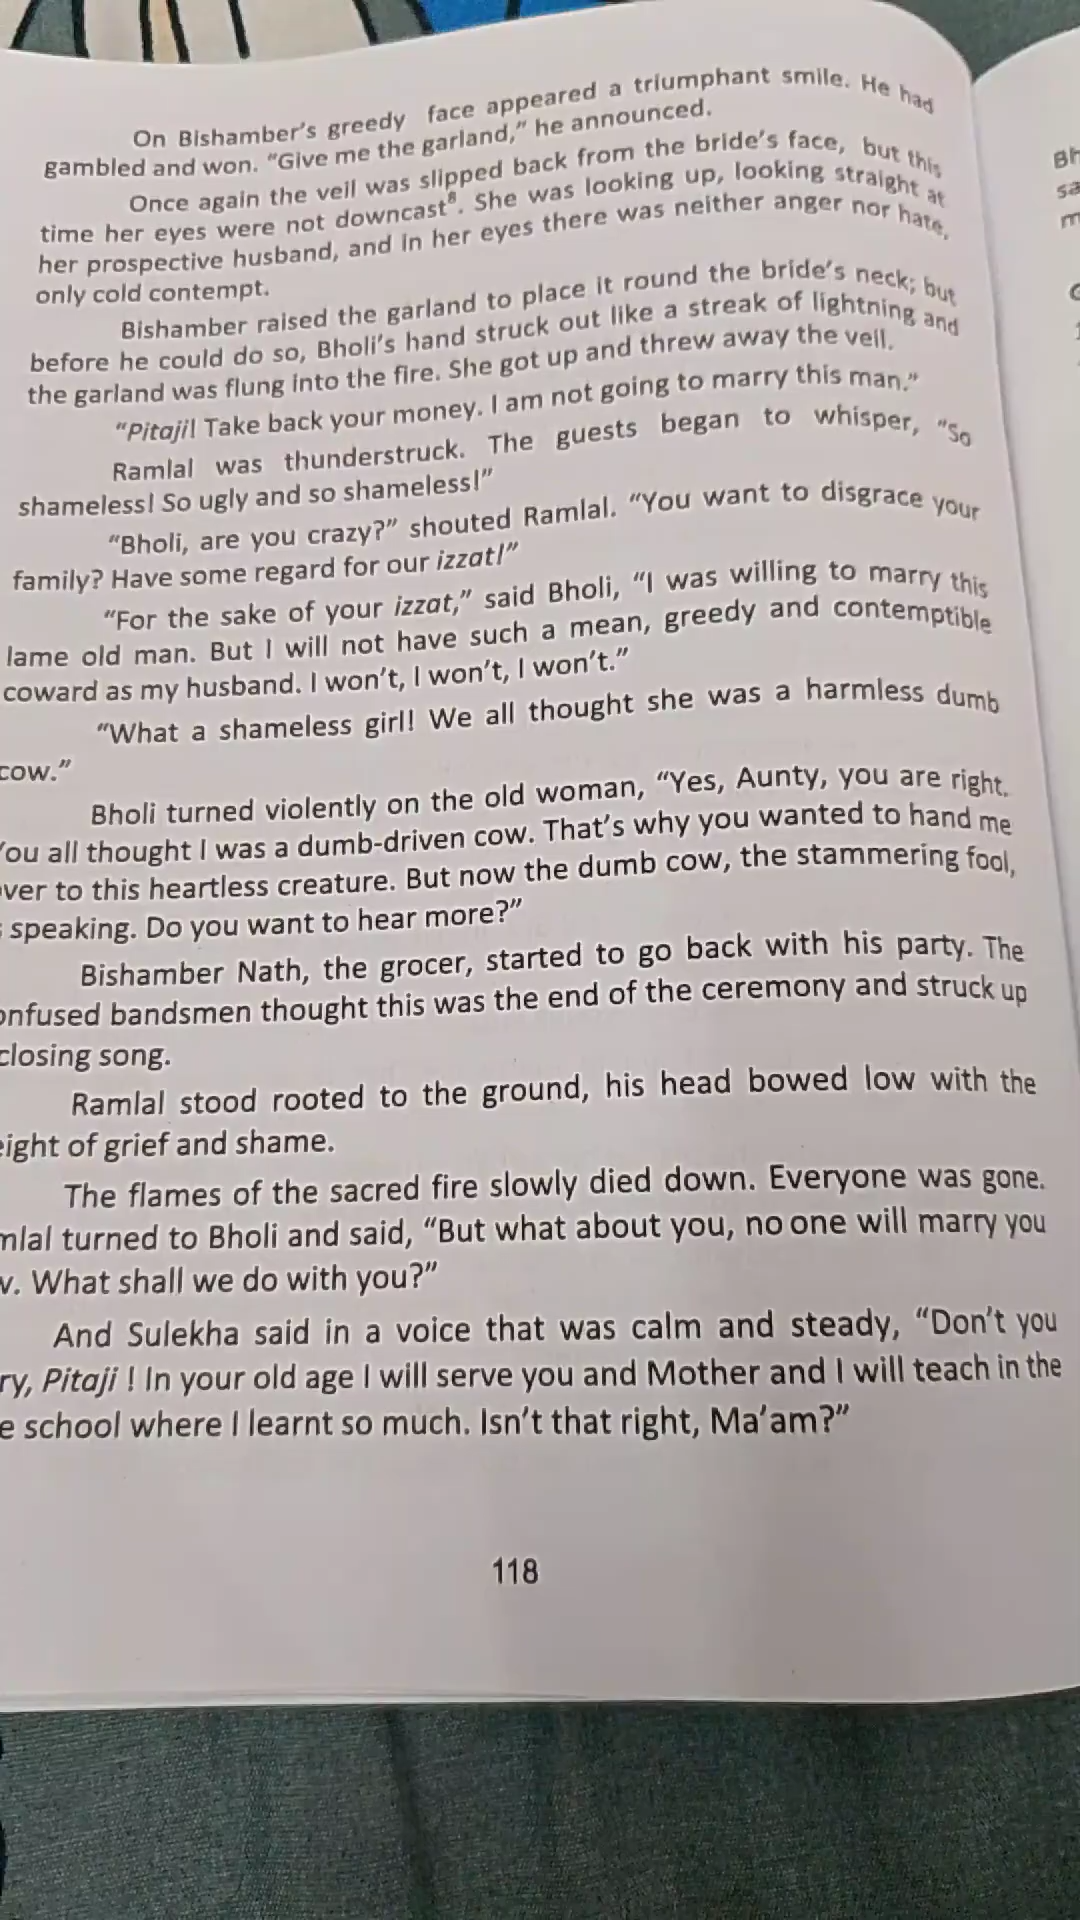 On Bishamber's greedy face appeared a triumphant smile. He had
gambled and won. "Give me the garland," he announced.
Once again the veil was slipped back from the bride's face, but this
time her eyes were not downcast⁸. She was looking up, looking straight at
her prospective husband, and in her eyes there was neither anger nor hate,
only cold contempt.
Bishamber raised the garland to place it round the bride's neck; but
before he could do so, Bholi's hand struck out like a streak of lightning and
the garland was flung into the fire. She got up and threw away the veil.
"Pitaji! Take back your money. I am not going to marry this man."
Ramlal was thunderstruck. The guests began to whisper, "So
shameless! So ugly and so shameless!"
"Bholi, are you crazy?" shouted Ramlal. "You want to disgrace your
family? Have some regard for our izzat!"
"For the sake of your izzat," said Bholi, "I was willing to marry this
lame old man. But I will not have such a mean, greedy and contemptible
coward as my husband. I won't, I won't, I won't."
"What a shameless girl! We all thought she was a harmless dumb
cow."
Bholi turned violently on the old woman, "Yes, Aunty, you are right.
ou all thought I was a dumb-driven cow. That's why you wanted to hand me
ver to this heartless creature. But now the dumb cow, the stammering fool,
speaking. Do you want to hear more?"
Bishamber Nath, the grocer, started to go back with his party. The
onfused bandsmen thought this was the end of the ceremony and struck up
closing song.
Ramlal stood rooted to the ground, his head bowed low with the
eight of grief and shame.
The flames of the sacred fire slowly died down. Everyone was gone.
mlal turned to Bholi and said, "But what about you, no one will marry you
w. What shall we do with you?"
And Sulekha said in a voice that was calm and steady, "Don't you
ry, Pitaji ! In your old age I will serve you and Mother and I will teach in the
e school where I learnt so much. Isn't that right, Ma'am?"
118
Bh
sa
m